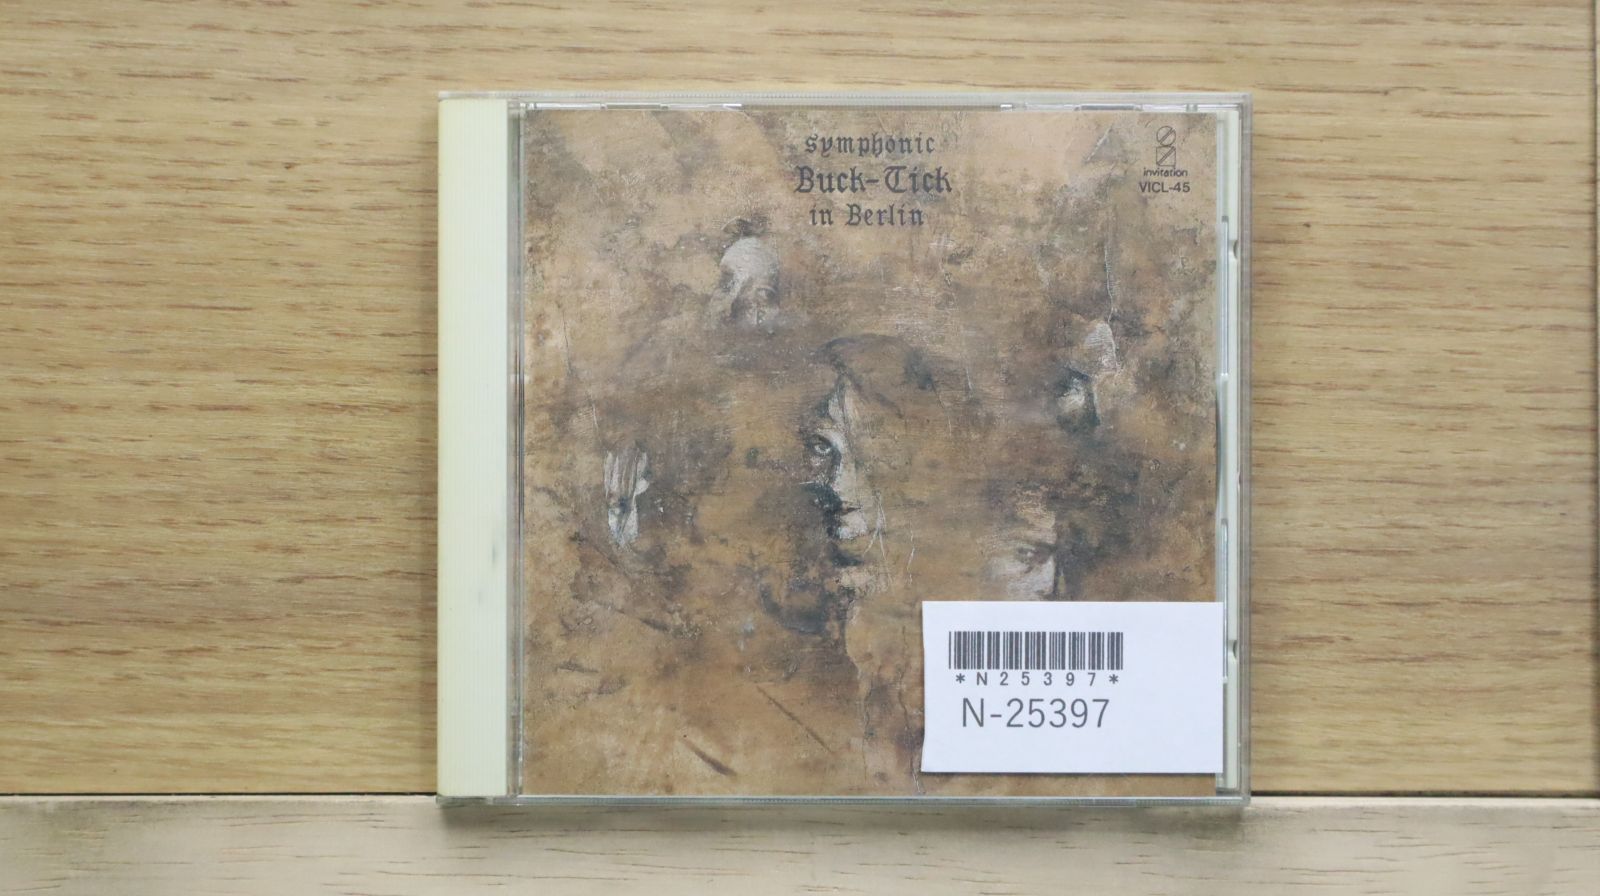 symphonic
Buck-Tick
in Berlin
invitation
VICL-45
*N25397*
N-25397